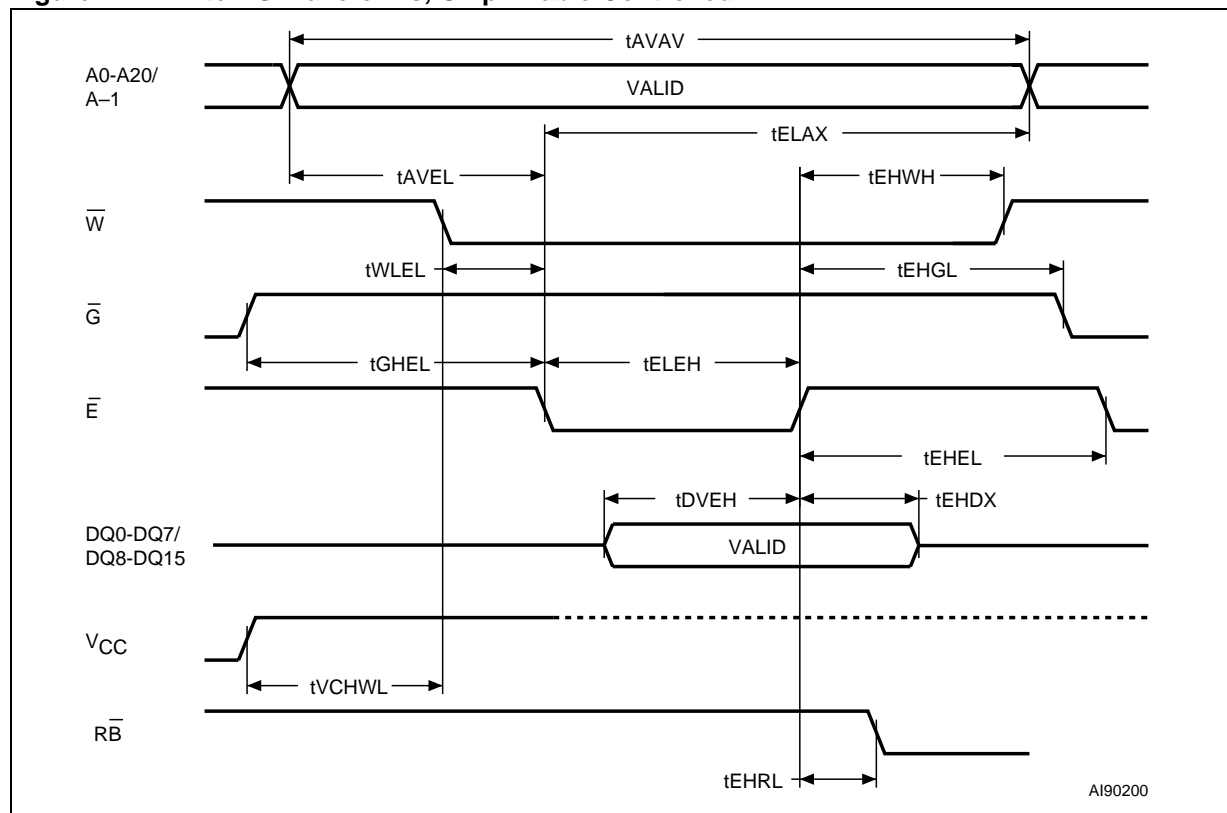 tAVAV
A0-A20/
A–1
VALID
tELAX
tAVEL
tEHWH
W̅
tWLEL
tEHGL
G̅
tGHEL
tELEH
E̅
tEHEL
tDVEH
tEHDX
DQ0-DQ7/
DQ8-DQ15
VALID
VCC
tVCHWL
RB̅
tEHRL
AI90200